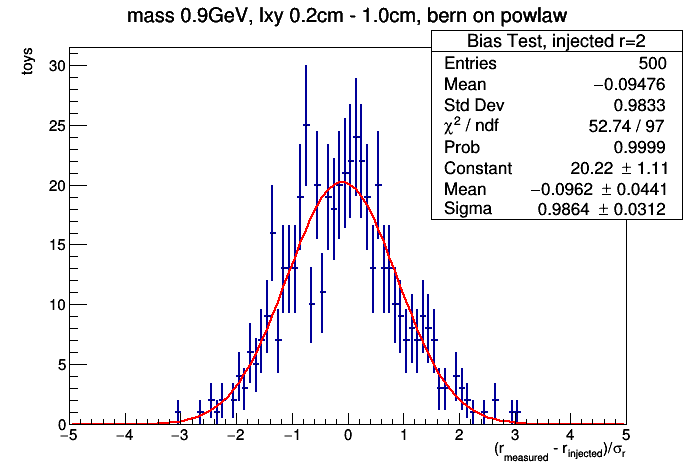 mass 0.9GeV, lxy 0.2cm - 1.0cm, bern on powlaw
toys
Bias Test, injected r=2
Entries 500
Mean −0.09476
Std Dev 0.9833
χ² / ndf 52.74 / 97
Prob 0.9999
Constant 20.22 ± 1.11
Mean −0.0962 ± 0.0441
Sigma 0.9864 ± 0.0312
30
25
20
15
10
5
0
−5 −4 −3 −2 −1 0 1 2 3 4 5
(r_measured - r_injected)/σ_r